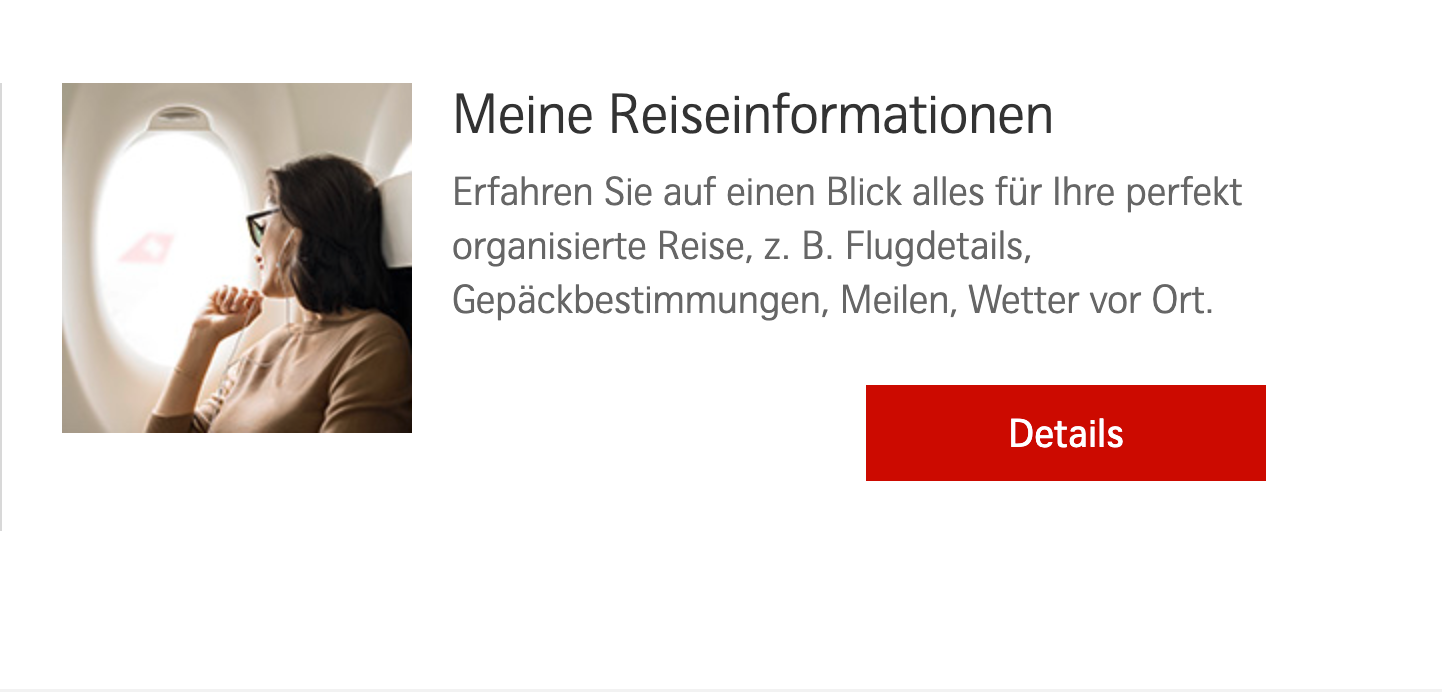 Meine Reiseinformationen
Erfahren Sie auf einen Blick alles für Ihre perfekt
organisierte Reise, z. B. Flugdetails,
Gepäckbestimmungen, Meilen, Wetter vor Ort.
Details